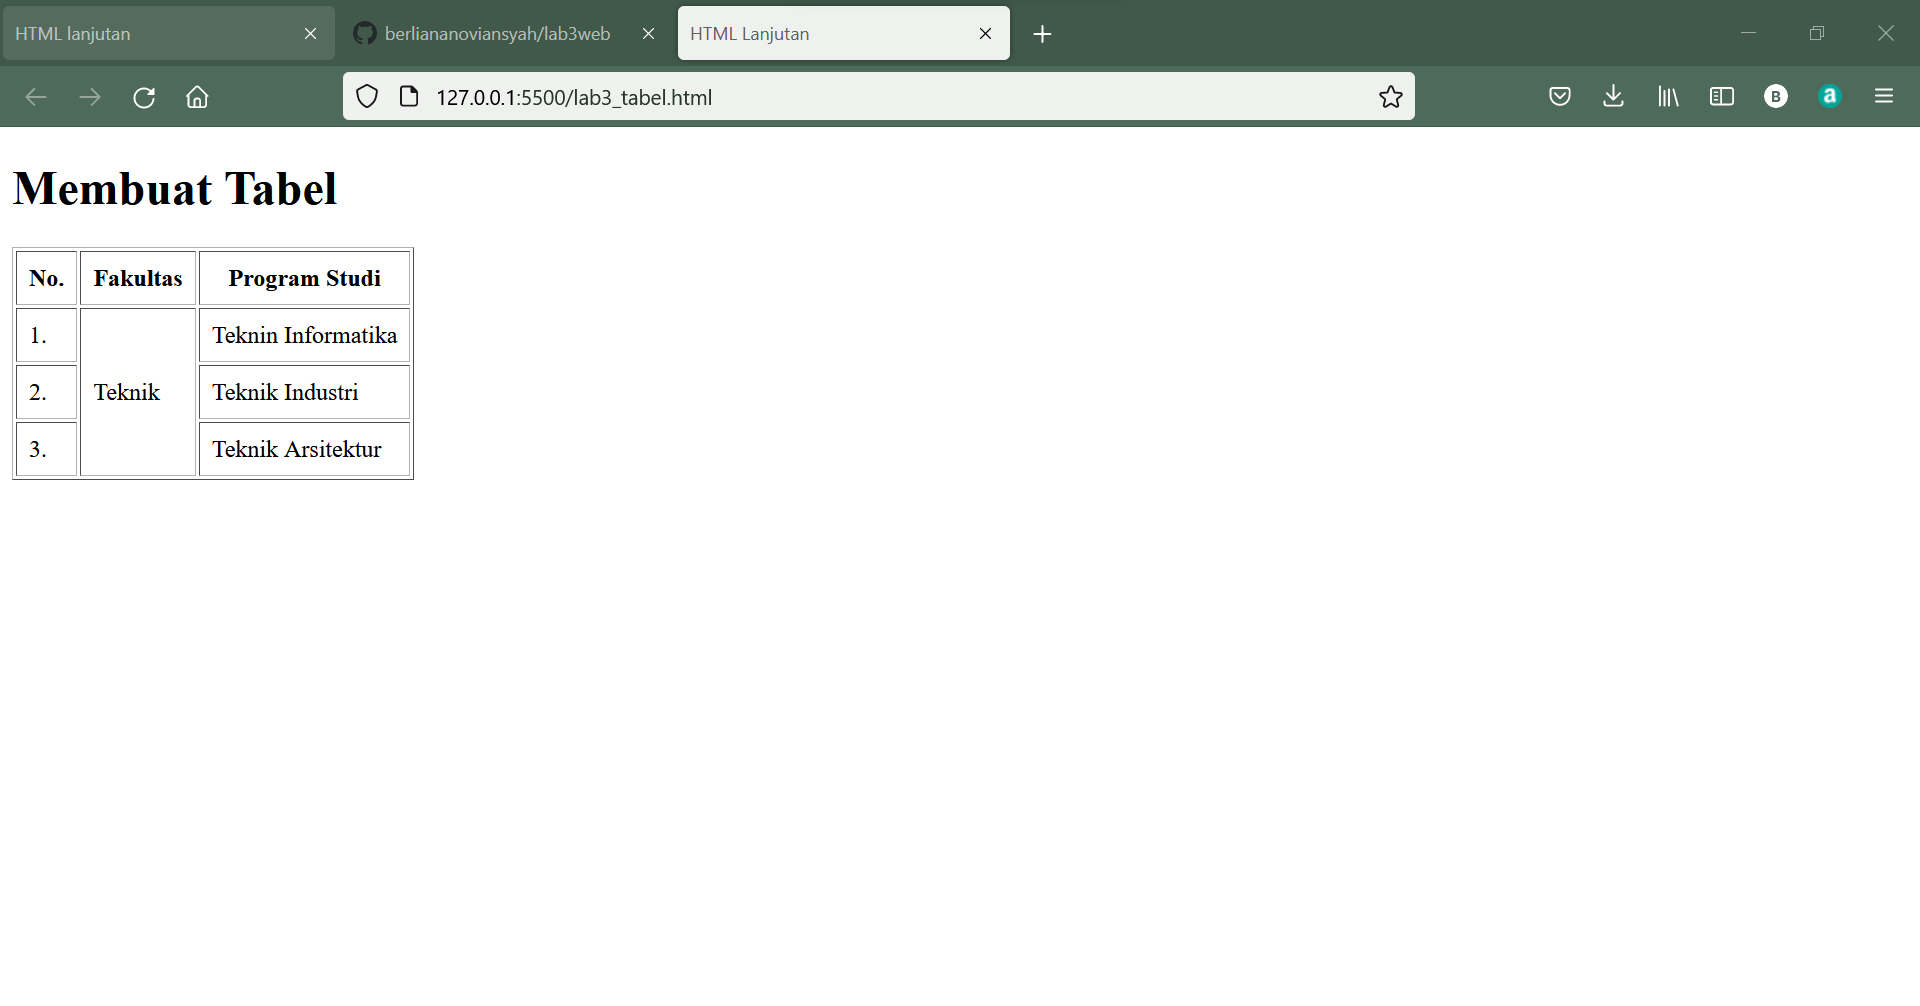 HTML lanjutan
berliananoviansyah/lab3web
HTML Lanjutan
127.0.0.1:5500/lab3_tabel.html
B
a
Membuat Tabel
No. Fakultas Program Studi
1. Teknin Informatika
2. Teknik Teknik Industri
3. Teknik Arsitektur